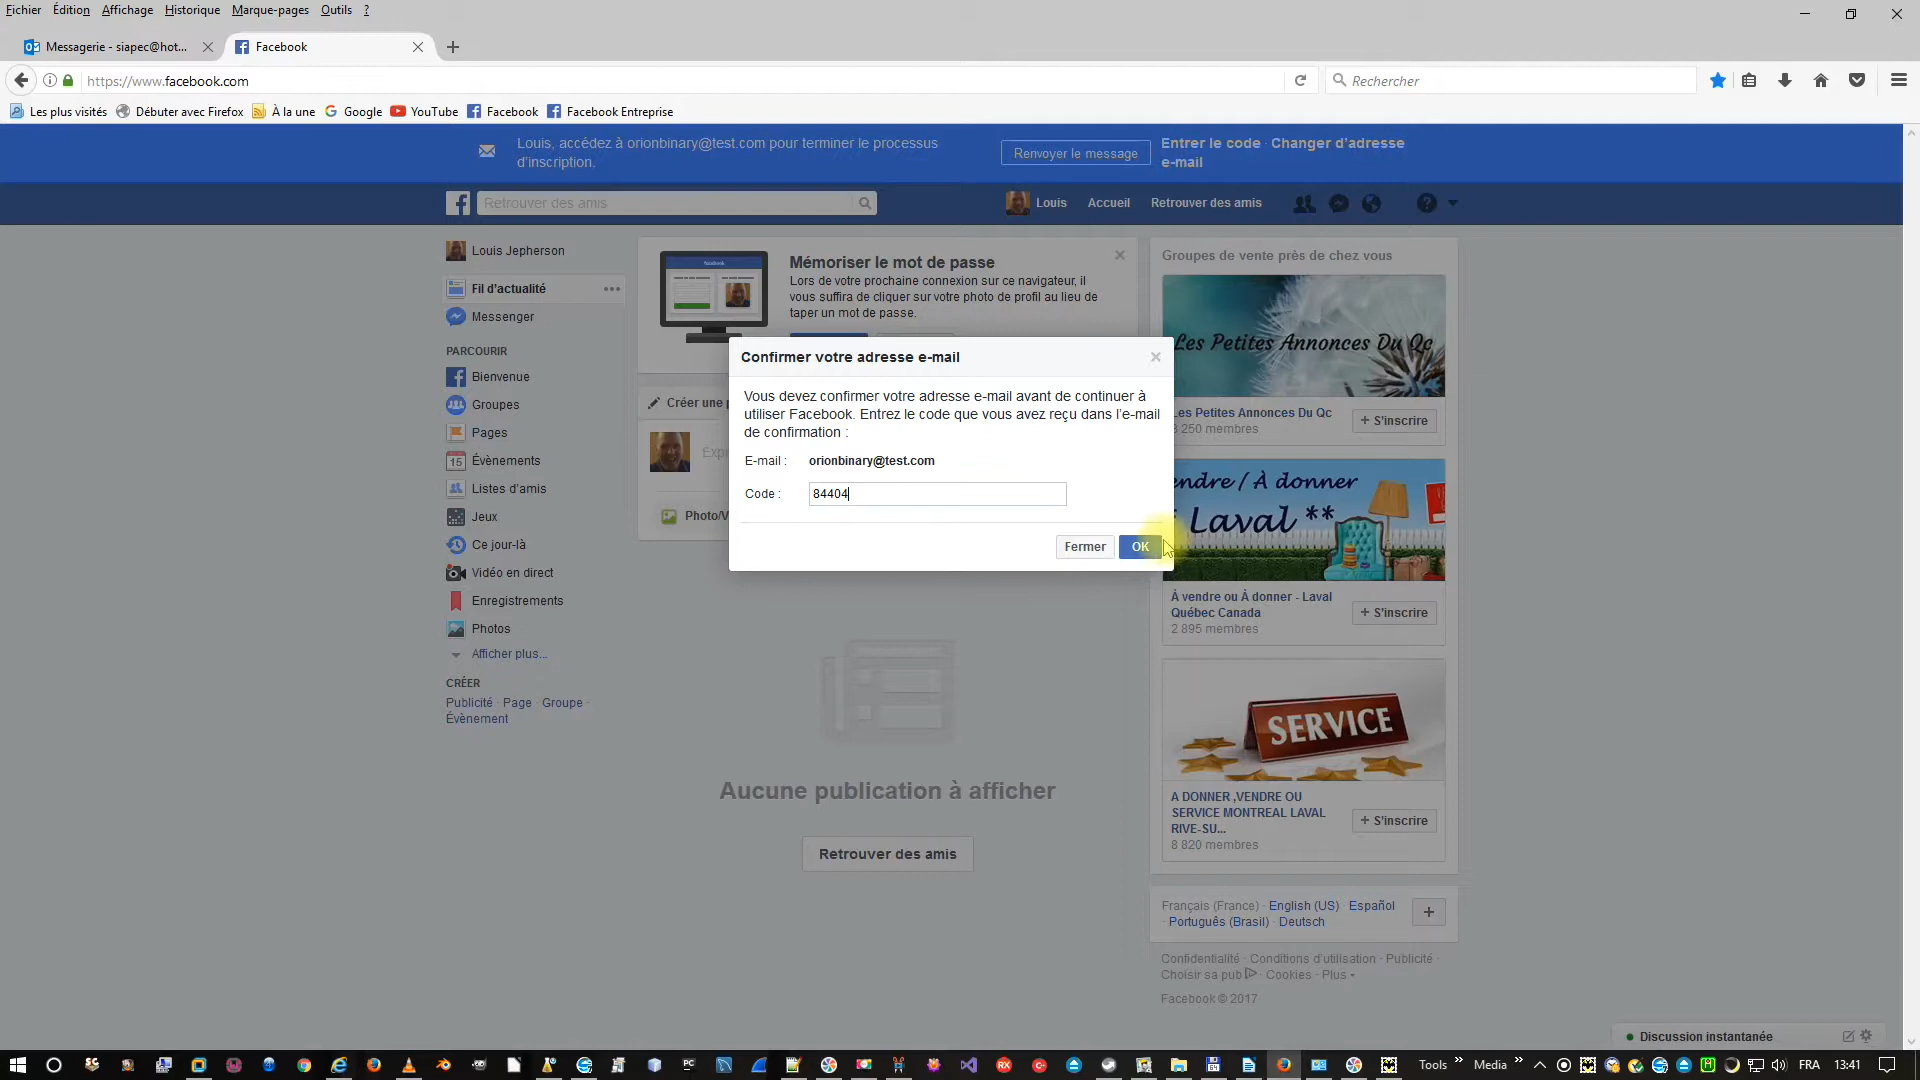 Fichier Édition Affichage Historique Marque-pages Outils ?
Messagerie - siapec@hot...
Facebook
https://www.facebook.com
Rechercher
Les plus visités Débuter avec Firefox À la une Google YouTube Facebook Facebook Entreprise
Louis, accédez à orionbinary@test.com pour terminer le processus
d'inscription.
Renvoyer le message
Entrer le code · Changer d'adresse
e-mail
Retrouver des amis
Louis Accueil Retrouver des amis
Louis Jepherson
Fil d'actualité
Messenger
PARCOURIR
Bienvenue
Groupes
Pages
15 Évènements
Listes d'amis
Jeux
Ce jour-là
Vidéo en direct
Enregistrements
Photos
Afficher plus...
CRÉER
Publicité · Page · Groupe ·
Évènement
Mémoriser le mot de passe
Lors de votre prochaine connexion sur ce navigateur, il
vous suffira de cliquer sur votre photo de profil au lieu de
taper un mot de passe.
Créer une p
Exp
Photo/V
Confirmer votre adresse e-mail
Vous devez confirmer votre adresse e-mail avant de continuer à
utiliser Facebook. Entrez le code que vous avez reçu dans l'e-mail
de confirmation :
E-mail : orionbinary@test.com
Code : 84404
Fermer OK
Aucune publication à afficher
Retrouver des amis
Groupes de vente près de chez vous
Les Petites Annonces Du Qc
Les Petites Annonces Du Qc
3 250 membres
+ S'inscrire
endre / À donner
Laval **
À vendre ou À donner - Laval
Québec Canada
2 895 membres
+ S'inscrire
SERVICE
A DONNER ,VENDRE OU
SERVICE MONTREAL LAVAL
RIVE-SU...
8 820 membres
+ S'inscrire
Français (France) · English (US) · Español
· Português (Brasil) · Deutsch
Confidentialité · Conditions d'utilisation · Publicité ·
Choisir sa pub · Cookies · Plus
Facebook © 2017
Discussion instantanée
Tools » Media » FRA 13:41